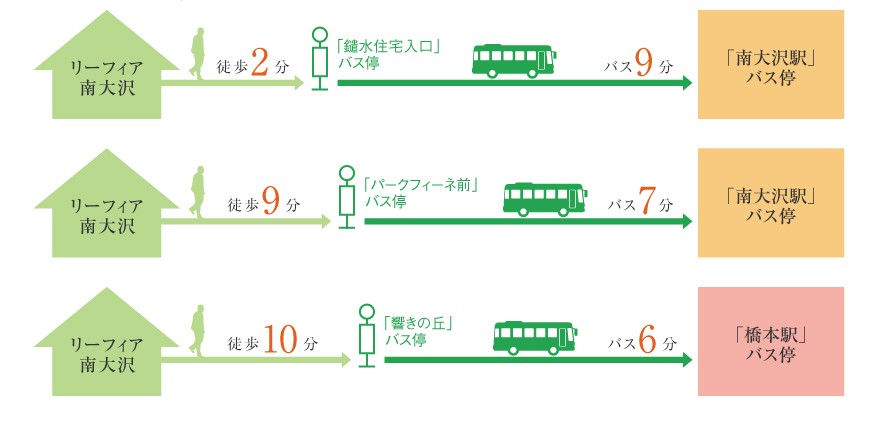 リーフィア
南大沢
徒歩2分
「鑓水住宅入口」
バス停
バス9分
「南大沢駅」
バス停
リーフィア
南大沢
徒歩9分
「パークフィーネ前」
バス停
バス7分
「南大沢駅」
バス停
リーフィア
南大沢
徒歩10分
「響きの丘」
バス停
バス6分
「橋本駅」
バス停